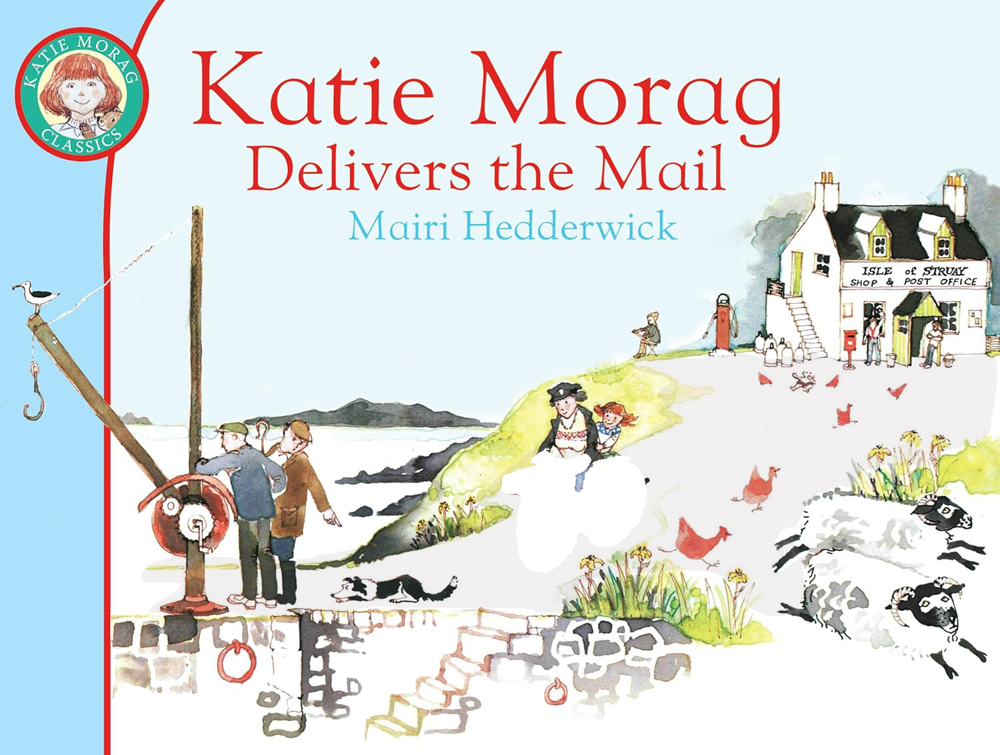 KATIE MORAG
CLASSICS
Katie Morag
Delivers the Mail
Mairi Hedderwick
ISLE of STRUAY
SHOP & POST OFFICE